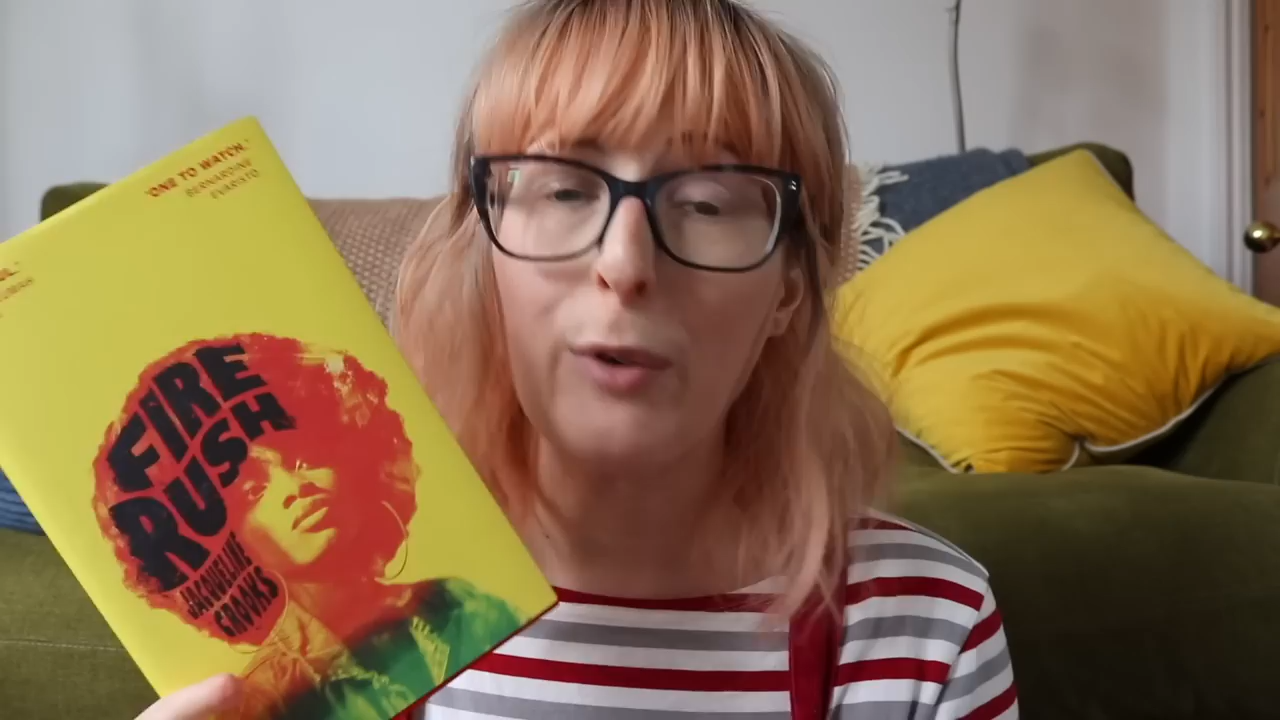 'ONE TO WATCH.'
BERNARDINE
EVARISTO
FIRE
RUSH
JACQUELINE
CROOKS